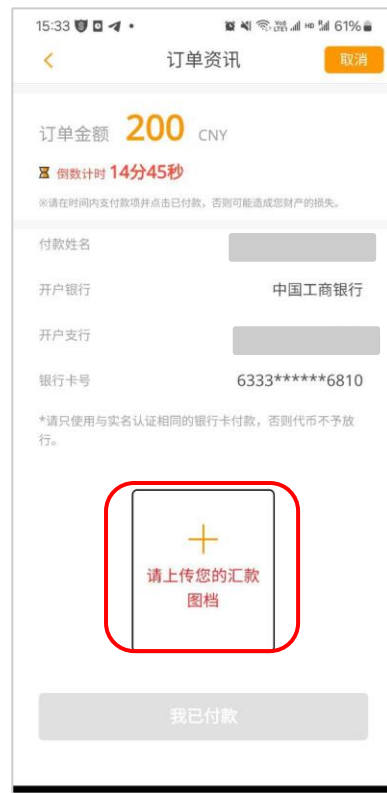 15:33 HD 5G 61%
订单资讯 取消
订单金额 200 CNY
倒数计时 14分45秒
※请在时间内支付款项并点击已付款，否则可能造成您财产的损失。
付款姓名
开户银行 中国工商银行
开户支行
银行卡号 6333******6810
*请只使用与实名认证相同的银行卡付款，否则代币不予放
行。
请上传您的汇款
图档
我已付款